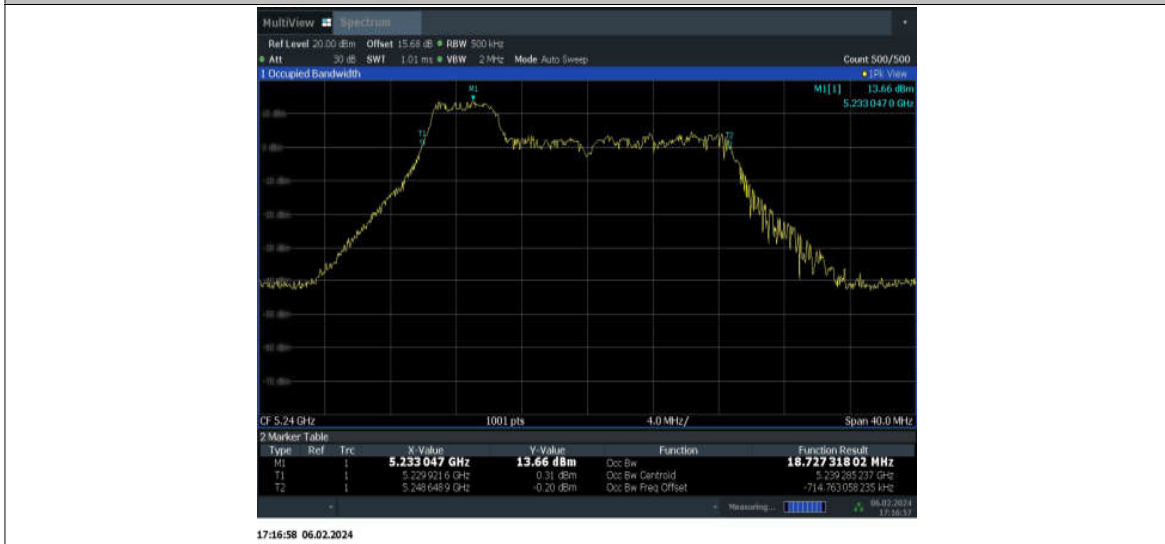 MultiView Spectrum
Ref Level 20.00 dBm Offset 15.68 dB RBW 500 kHz
Att 30 dB SWT 1.01 ms VBW 2 MHz Mode Auto Sweep Count 500/500
1 Occupied Bandwidth 1Pk View
M1[1] 13.66 dBm
5.233 047 0 GHz
M1
T1
T2
CF 5.24 GHz 1001 pts 4.0 MHz/ Span 40.0 MHz
2 Marker Table
Type Ref Trc X-Value Y-Value Function Function Result
M1 1 5.233 047 GHz 13.66 dBm Occ Bw 18.727 318 02 MHz
T1 1 5.229 921 6 GHz 0.31 dBm Occ Bw Centroid 5.239 285 237 GHz
T2 1 5.248 648 9 GHz -0.20 dBm Occ Bw Freq Offset -714.763 058 235 kHz
Measuring... 06.02.2024
17:16:57
17:16:58 06.02.2024